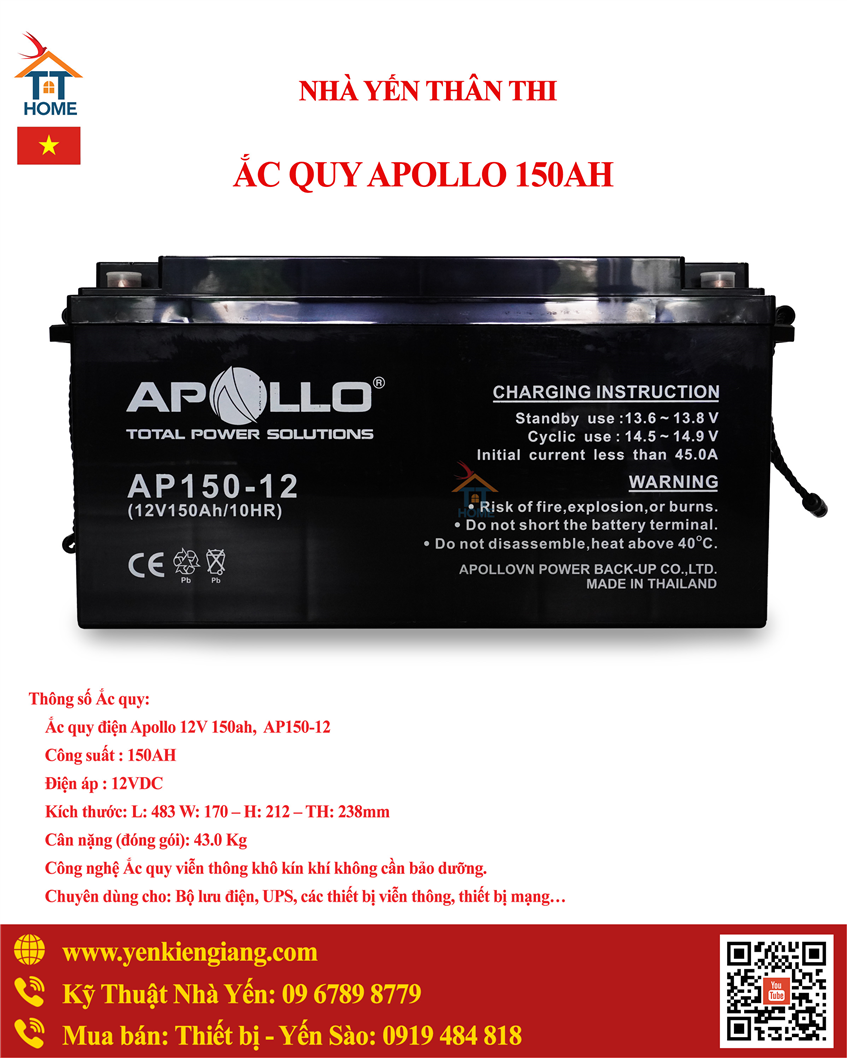 TT
HOME
NHÀ YẾN THÂN THI
ẮC QUY APOLLO 150AH
APOLLO®
TOTAL POWER SOLUTIONS
AP150-12
(12V150Ah/10HR)
CE
Pb
Pb
CHARGING INSTRUCTION
Standby use :13.6 ~ 13.8 V
Cyclic use : 14.5 ~ 14.9 V
Initial current less than 45.0A
WARNING
• Risk of fire,explosion,or burns.
• Do not short the battery terminal.
• Do not disassemble,heat above 40°C.
APOLLOVN POWER BACK-UP CO.,LTD.
MADE IN THAILAND
TT
HOME
Thông số Ắc quy:
Ắc quy điện Apollo 12V 150ah, AP150-12
Công suất : 150AH
Điện áp : 12VDC
Kích thước: L: 483 W: 170 – H: 212 – TH: 238mm
Cân nặng (đóng gói): 43.0 Kg
Công nghệ Ắc quy viễn thông khô kín khí không cần bảo dưỡng.
Chuyên dùng cho: Bộ lưu điện, UPS, các thiết bị viễn thông, thiết bị mạng…
www.yenkiengiang.com
Kỹ Thuật Nhà Yến: 09 6789 8779
Mua bán: Thiết bị - Yến Sào: 0919 484 818
You
Tube